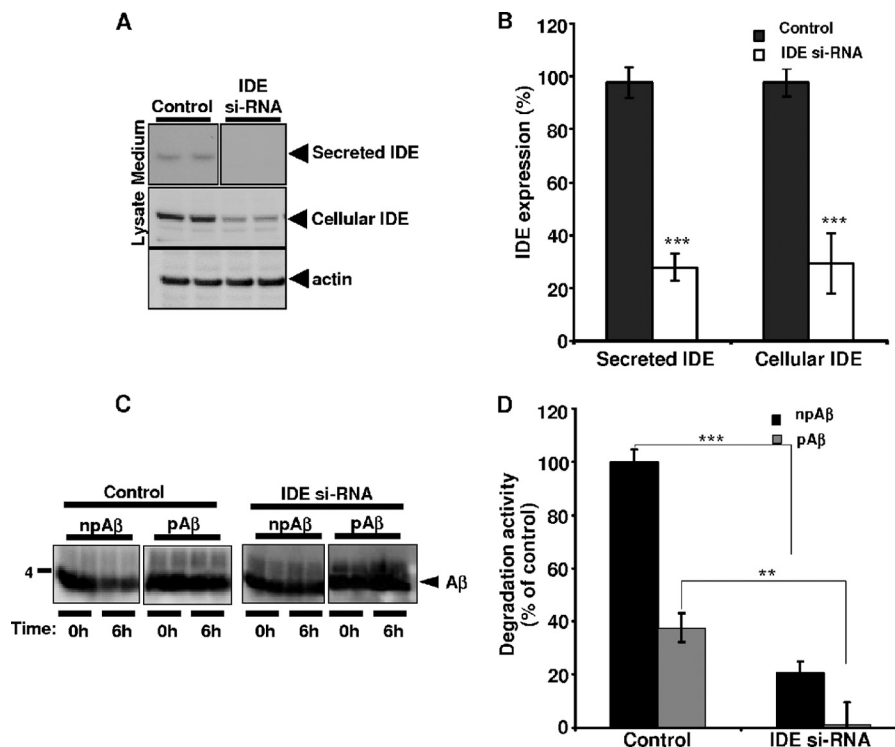 A
Control
IDE
si-RNA
Medium
Lysate
Secreted IDE
Cellular IDE
actin
B
Control
IDE si-RNA
IDE expression (%)
120
100
80
60
40
20
0
***
***
Secreted IDE
Cellular IDE
C
Control
IDE si-RNA
npAβ
pAβ
npAβ
pAβ
4
Aβ
Time:
0h
6h
0h
6h
0h
6h
0h
6h
D
npAβ
pAβ
Degradation activity
(% of control)
120
100
80
60
40
20
0
***
**
Control
IDE si-RNA